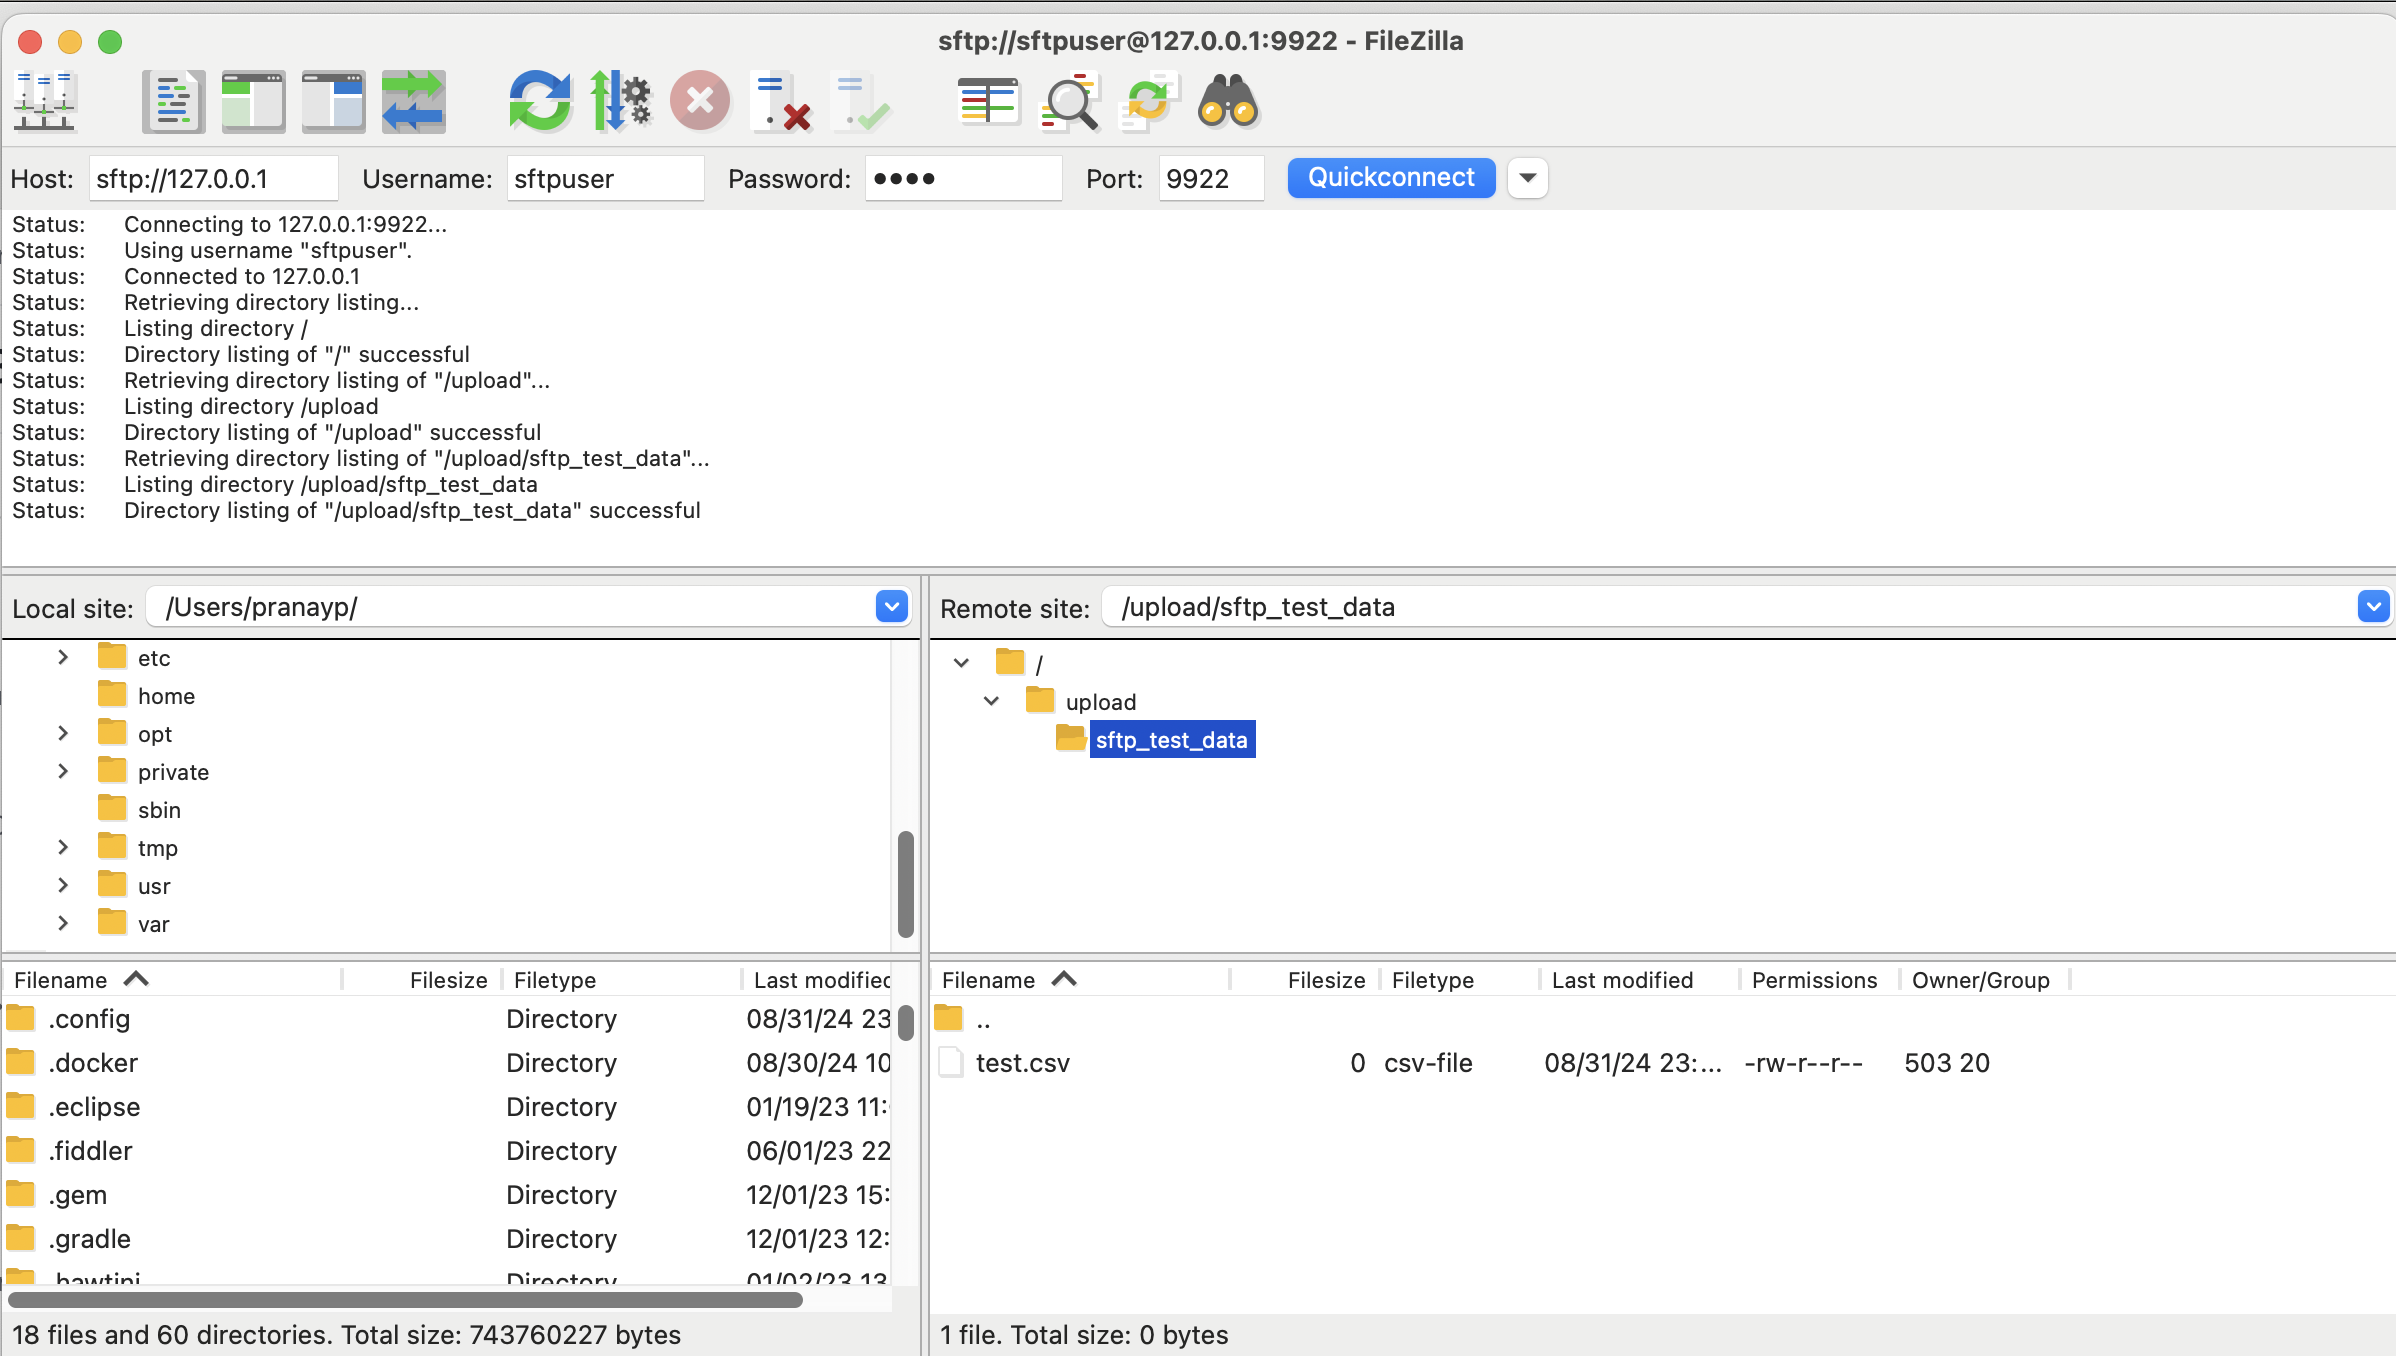 sftp://sftpuser@127.0.0.1:9922 - FileZilla
Host: sftp://127.0.0.1 Username: sftpuser Password: ●●●● Port: 9922 Quickconnect
Status: Connecting to 127.0.0.1:9922...
Status: Using username "sftpuser".
Status: Connected to 127.0.0.1
Status: Retrieving directory listing...
Status: Listing directory /
Status: Directory listing of "/" successful
Status: Retrieving directory listing of "/upload"...
Status: Listing directory /upload
Status: Directory listing of "/upload" successful
Status: Retrieving directory listing of "/upload/sftp_test_data"...
Status: Listing directory /upload/sftp_test_data
Status: Directory listing of "/upload/sftp_test_data" successful
Local site: /Users/pranayp/
etc
home
opt
private
sbin
tmp
usr
var
Filename Filesize Filetype Last modified
.config Directory 08/31/24 23
.docker Directory 08/30/24 10
.eclipse Directory 01/19/23 11:
.fiddler Directory 06/01/23 22
.gem Directory 12/01/23 15:
.gradle Directory 12/01/23 12:
.hawtjni Directory 01/02/23 13
18 files and 60 directories. Total size: 743760227 bytes
Remote site: /upload/sftp_test_data
/
upload
sftp_test_data
Filename Filesize Filetype Last modified Permissions Owner/Group
..
test.csv 0 csv-file 08/31/24 23:... -rw-r--r-- 503 20
1 file. Total size: 0 bytes